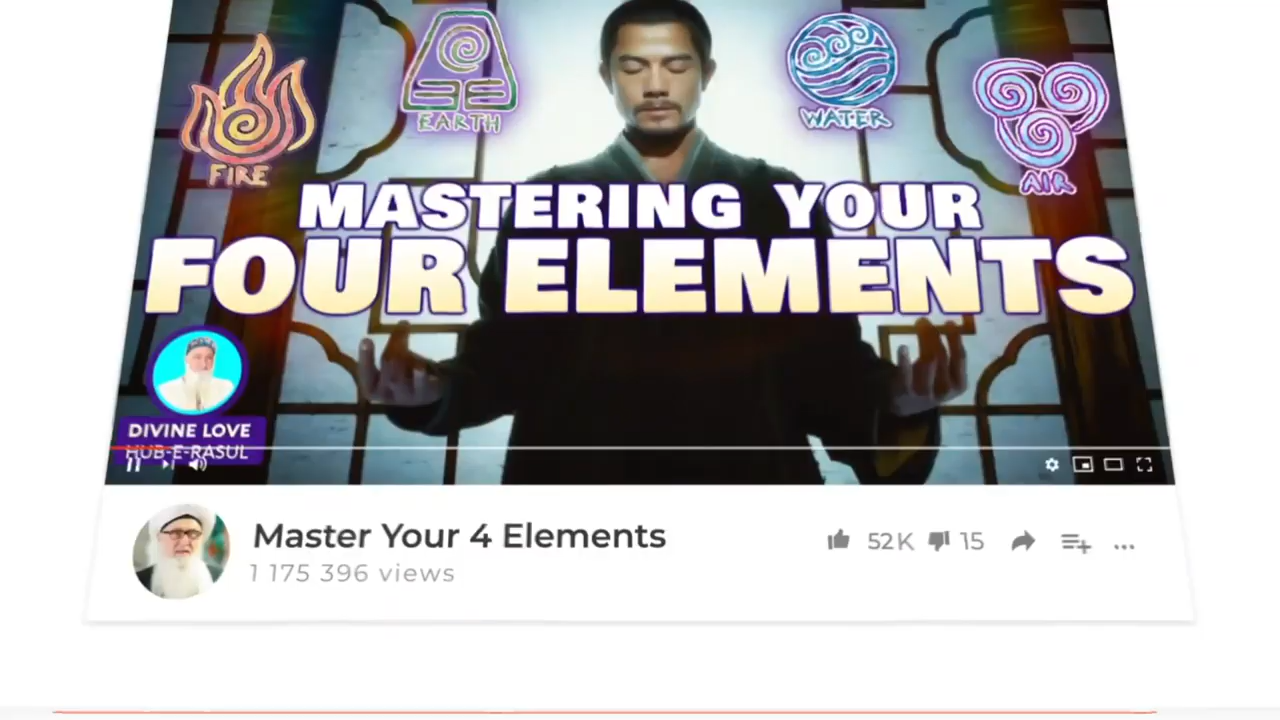 FIRE
EARTH
WATER
AIR
MASTERING YOUR
FOUR ELEMENTS
DIVINE LOVE
HUB-E-RASUL
Master Your 4 Elements
1 175 396 views
52K
15